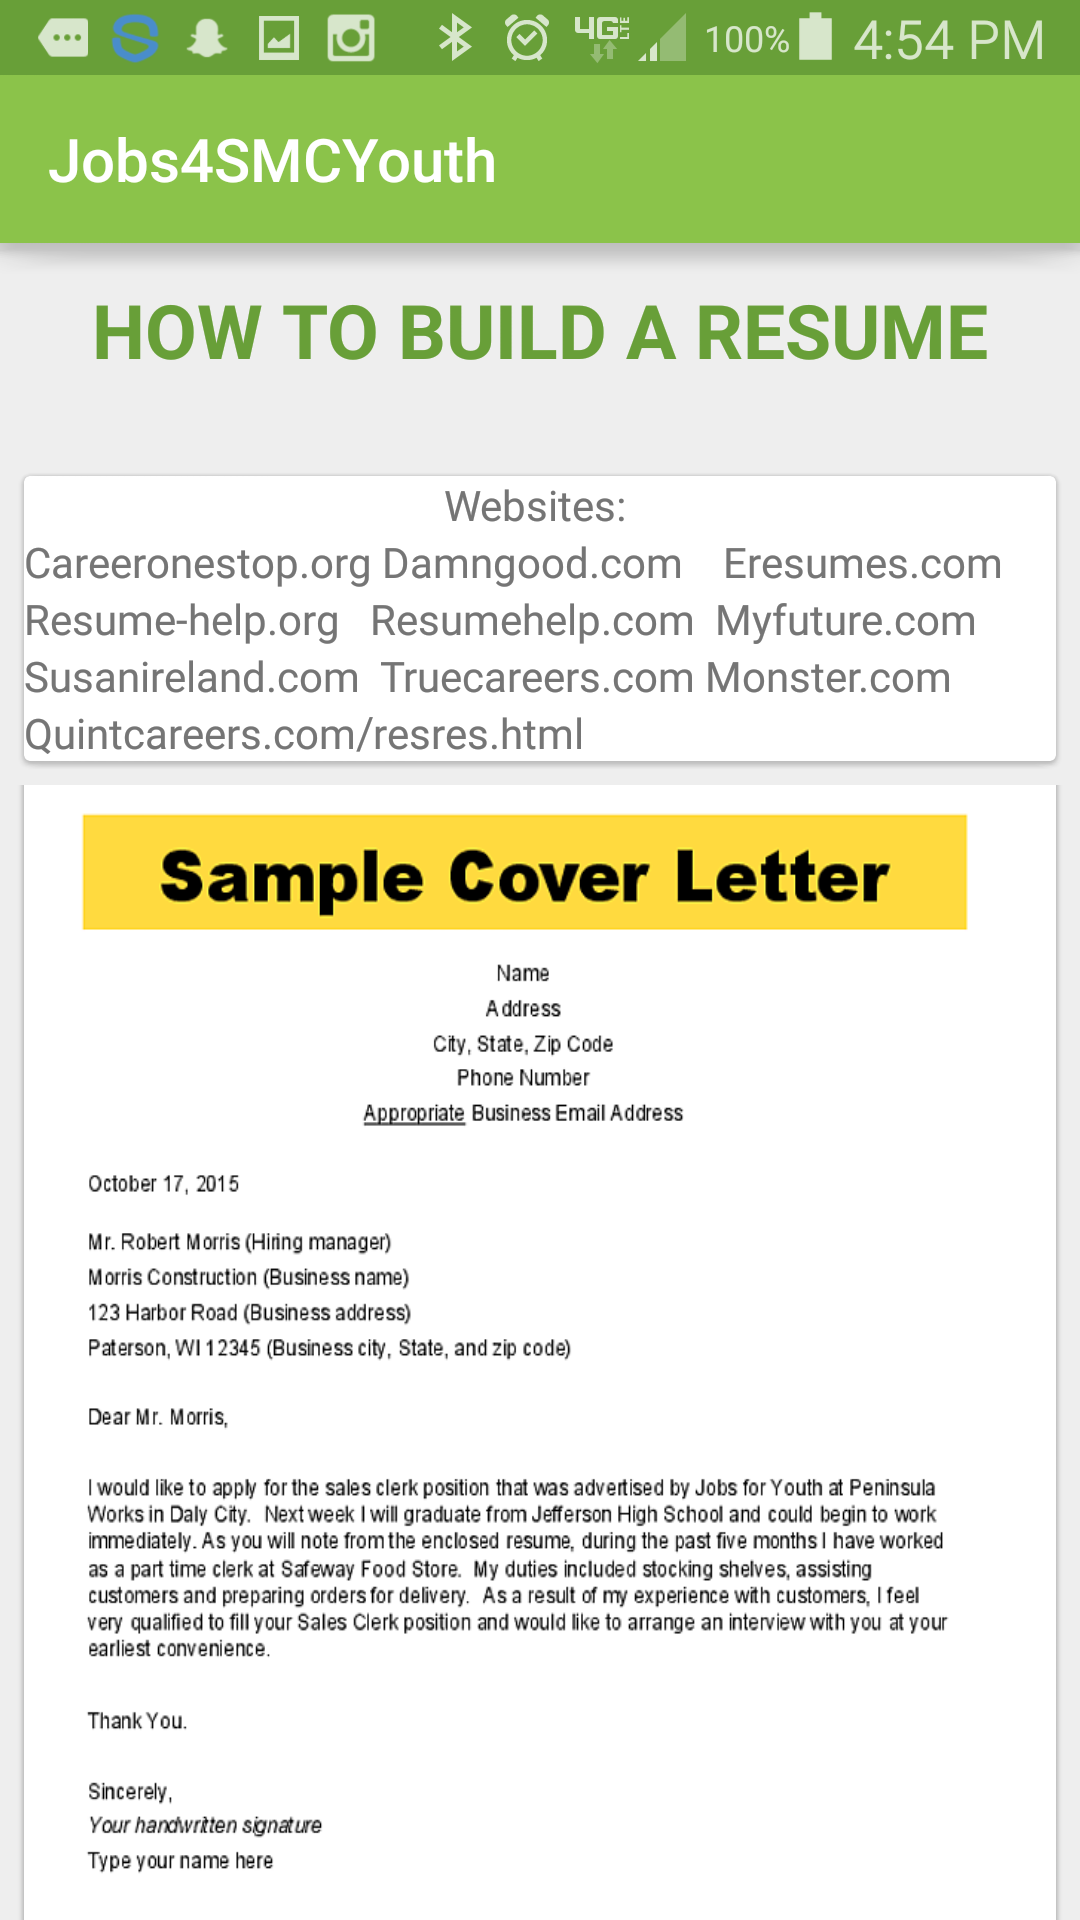 4G LTE 100% 4:54 PM
Jobs4SMCYouth
HOW TO BUILD A RESUME
Websites:
Careeronestop.org Damngood.com Eresumes.com
Resume-help.org Resumehelp.com Myfuture.com
Susanireland.com Truecareers.com Monster.com
Quintcareers.com/resres.html
Sample Cover Letter
Name
Address
City, State, Zip Code
Phone Number
Appropriate Business Email Address
October 17, 2015
Mr. Robert Morris (Hiring manager)
Morris Construction (Business name)
123 Harbor Road (Business address)
Paterson, WI 12345 (Business city, State, and zip code)
Dear Mr. Morris,
I would like to apply for the sales clerk position that was advertised by Jobs for Youth at Peninsula
Works in Daly City. Next week I will graduate from Jefferson High School and could begin to work
immediately. As you will note from the enclosed resume, during the past five months I have worked
as a part time clerk at Safeway Food Store. My duties included stocking shelves, assisting
customers and preparing orders for delivery. As a result of my experience with customers, I feel
very qualified to fill your Sales Clerk position and would like to arrange an interview with you at your
earliest convenience.
Thank You.
Sincerely,
Your handwritten signature
Type your name here